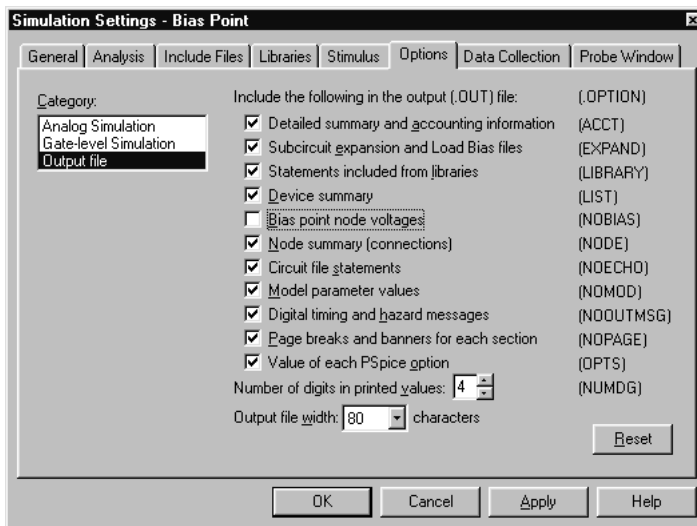 Simulation Settings - Bias Point
General Analysis Include Files Libraries Stimulus Options Data Collection Probe Window
Category:
Analog Simulation
Gate-level Simulation
Output file
Include the following in the output (.OUT) file: (.OPTION)
Detailed summary and accounting information (ACCT)
Subcircuit expansion and Load Bias files (EXPAND)
Statements included from libraries (LIBRARY)
Device summary (LIST)
Bias point node voltages (NOBIAS)
Node summary (connections) (NODE)
Circuit file statements (NOECHO)
Model parameter values (NOMOD)
Digital timing and hazard messages (NOOUTMSG)
Page breaks and banners for each section (NOPAGE)
Value of each PSpice option (OPTS)
Number of digits in printed values: 4 (NUMDG)
Output file width: 80 characters
Reset
OK Cancel Apply Help